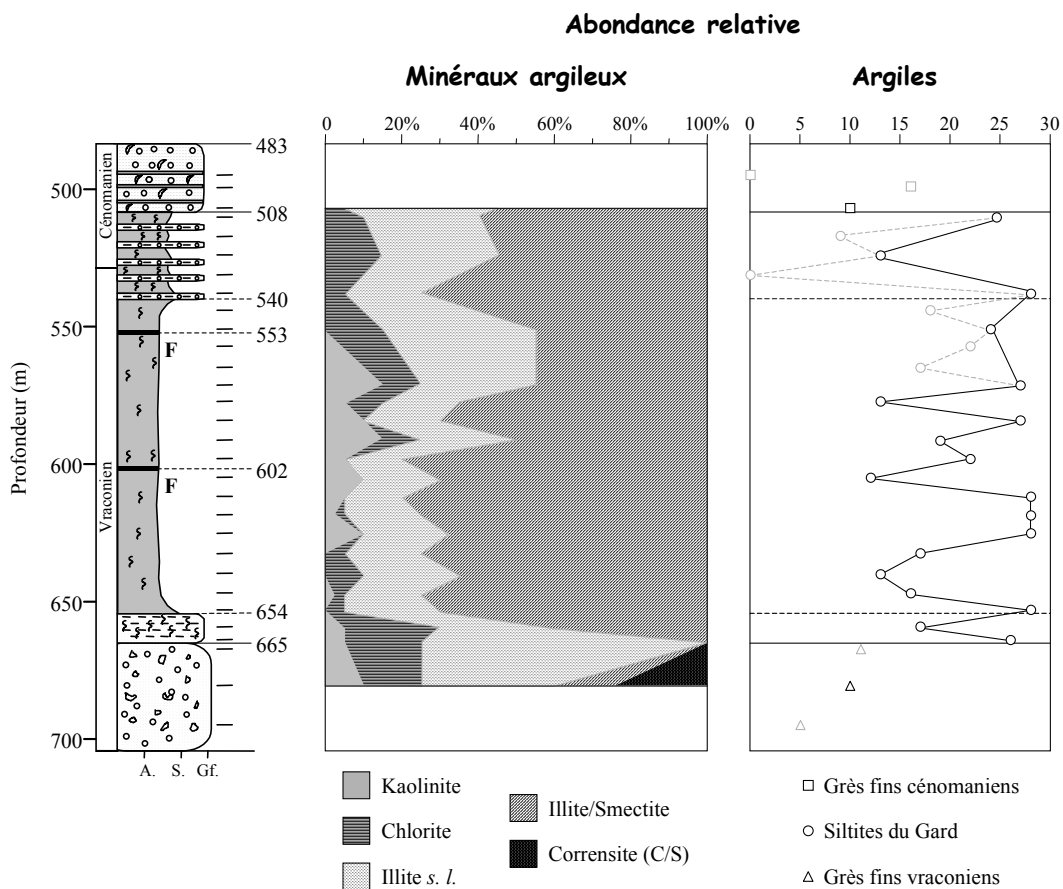 Abondance relative
Minéraux argileux
Argiles
0 20% 40% 60% 80% 100%
0 5 10 15 20 25 30
Profondeur (m)
500
550
600
650
700
Cénomanien
Vraconien
483
508
540
553
F
602
F
654
665
A. S. Gf.
Kaolinite
Chlorite
Illite s. l.
Illite/Smectite
Corrensite (C/S)
Grès fins cénomaniens
Siltites du Gard
Grès fins vraconiens